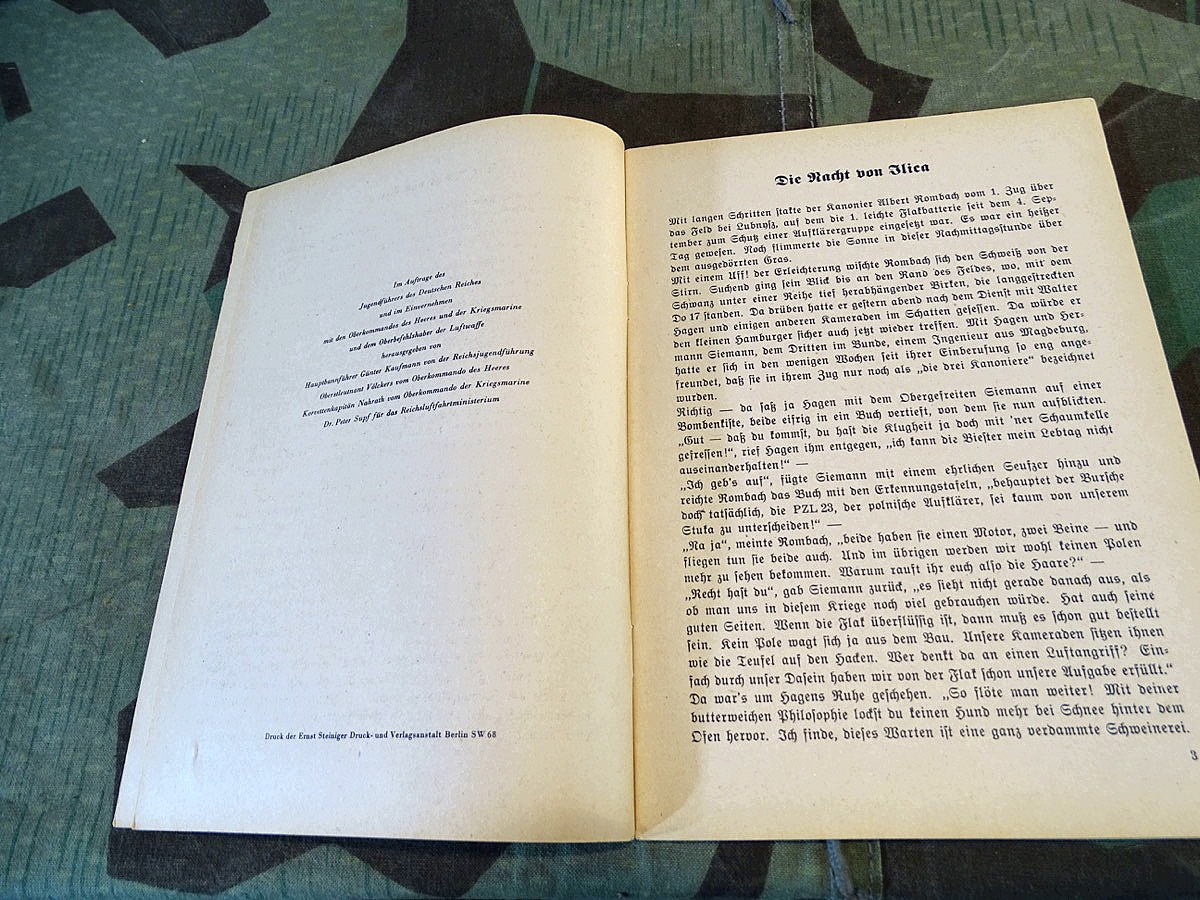 Im Auftrage des
Jugendführers des Deutschen Reiches
und im Einvernehmen
mit den Oberkommandos des Heeres und der Kriegsmarine
und dem Oberbefehlshaber der Luftwaffe
herausgegeben von
Hauptbannführer Günter Kaufmann von der Reichsjugendführung
Oberstleutnant Völckers vom Oberkommando des Heeres
Korvettenkapitän Nahrath vom Oberkommando der Kriegsmarine
Dr. Peter Supf für das Reichsluftfahrtministerium
Druck der Ernst Steiniger Druck- und Verlagsanstalt Berlin SW 68
Die Nacht von Ilica
Mit langen Schritten stakte der Kanonier Albert Rombach vom 1. Zug über
das Feld bei Lubnysz, auf dem die 1. leichte Flakbatterie seit dem 4. Sep-
tember zum Schutz einer Aufklärergruppe eingesetzt war. Es war ein heißer
Tag gewesen. Noch flimmerte die Sonne in dieser Nachmittagsstunde über
dem ausgedörrten Gras.
Mit einem Uff! der Erleichterung wischte Rombach sich den Schweiß von der
Stirn. Suchend ging sein Blick bis an den Rand des Feldes, wo, mit dem
Schwanz unter einer Reihe tief herabhängender Birken, die langgestreckten
Do 17 standen. Da drüben hatte er gestern abend nach dem Dienst mit Walter
Hagen und einigen anderen Kameraden im Schatten gesessen. Da würde er
den kleinen Hamburger sicher auch jetzt wieder treffen. Mit Hagen und Her-
mann Siemann, dem Dritten im Bunde, einem Ingenieur aus Magdeburg,
hatte er sich in den wenigen Wochen seit ihrer Einberufung so eng ange-
freundet, daß sie in ihrem Zug nur noch als „die drei Kanoniere“ bezeichnet
wurden.
Richtig — da saß ja Hagen mit dem Obergefreiten Siemann auf einer
Bombenkiste, beide eifrig in ein Buch vertieft, von dem sie nun aufblickten.
„Gut — daß du kommst, du hast die Klugheit ja doch mit 'ner Schaumkelle
gefressen!“, rief Hagen ihm entgegen, „ich kann die Biester mein Lebtag nicht
auseinanderhalten!“ —
„Ich geb's auf“, fügte Siemann mit einem ehrlichen Seufzer hinzu und
reichte Rombach das Buch mit den Erkennungstafeln, „behauptet der Bursche
doch tatsächlich, die PZL 23, der polnische Aufklärer, sei kaum von unserem
Stuka zu unterscheiden!“ —
„Na ja“, meinte Rombach, „beide haben sie einen Motor, zwei Beine — und
fliegen tun sie beide auch. Und im übrigen werden wir wohl keinen Polen
mehr zu sehen bekommen. Warum rauft ihr euch also die Haare?“ —
„Recht hast du“, gab Siemann zurück, „es sieht nicht gerade danach aus, als
ob man uns in diesem Kriege noch viel gebrauchen würde. Hat auch seine
guten Seiten. Wenn die Flak überflüssig ist, dann muß es schon gut bestellt
sein. Kein Pole wagt sich ja aus dem Bau. Unsere Kameraden sitzen ihnen
wie die Teufel auf den Hacken. Wer denkt da an einen Luftangriff? Ein-
fach durch unser Dasein haben wir von der Flak schon unsere Aufgabe erfüllt.“
Da war's um Hagens Ruhe geschehen. „So flöte man weiter! Mit deiner
butterweichen Philosophie lockst du keinen Hund mehr bei Schnee hinter dem
Ofen hervor. Ich finde, dieses Warten ist eine ganz verdammte Schweinerei.
3